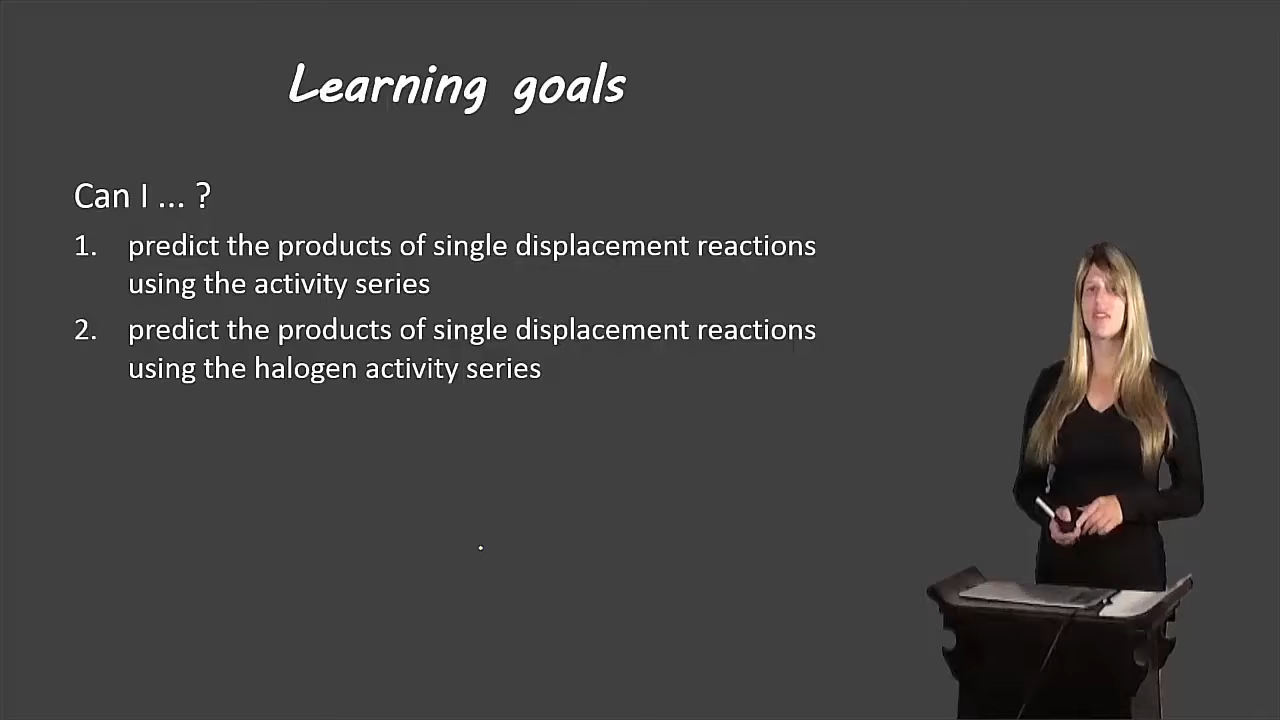 Learning goals
Can I ... ?
1. predict the products of single displacement reactions
using the activity series
2. predict the products of single displacement reactions
using the halogen activity series